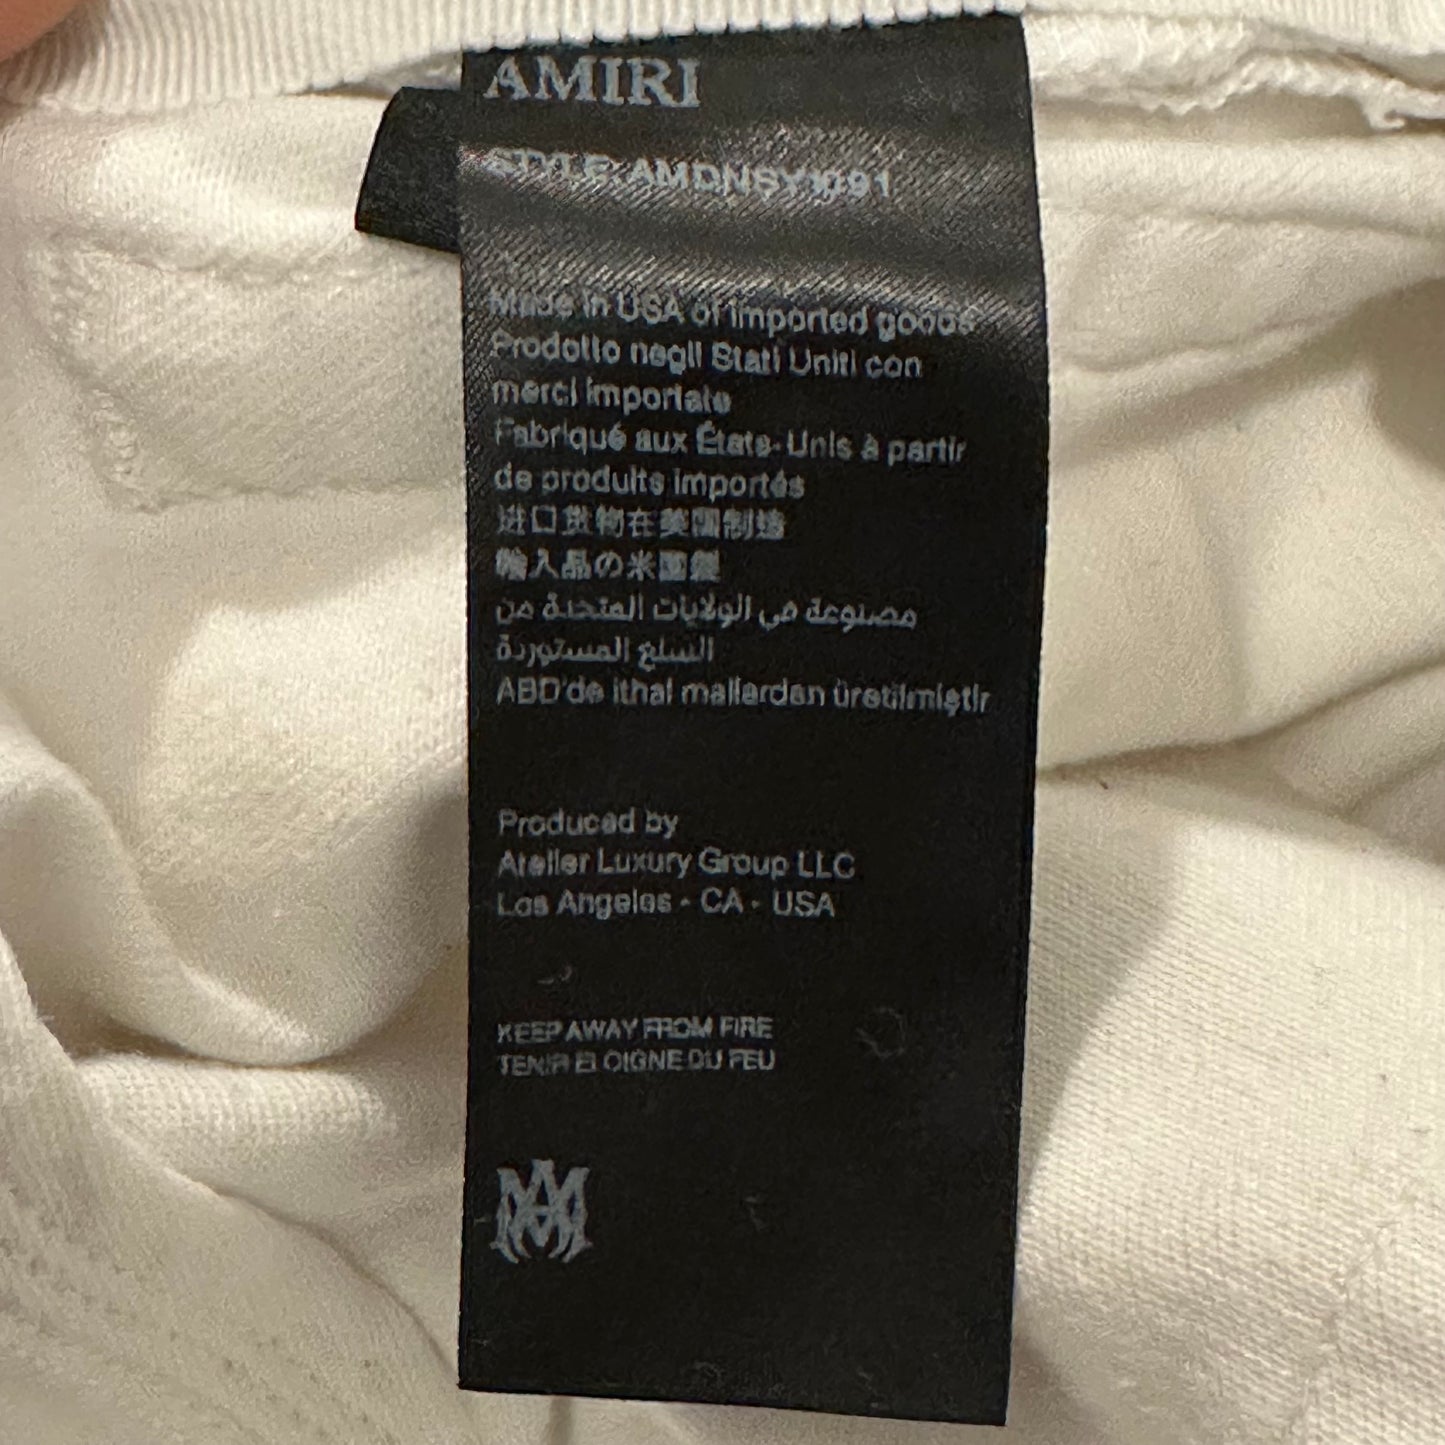 AMIRI
STYLE: AMDNSY1091
Made in USA of imported goods
Prodotto negli Stati Uniti con
merci importate
Fabriqué aux États-Unis à partir
de produits importés
进口货物在美国制造
輸入品の米国製
مصنوعة في الولايات المتحدة من
السلع المستوردة
ABD'de ithal mallardan üretilmiştir
Produced by
Atelier Luxury Group LLC
Los Angeles - CA - USA
KEEP AWAY FROM FIRE
TENIR ELOIGNE DU FEU
MA